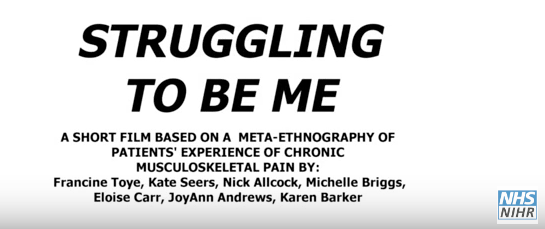 STRUGGLING
TO BE ME
A SHORT FILM BASED ON A META-ETHNOGRAPHY OF
PATIENTS' EXPERIENCE OF CHRONIC
MUSCULOSKELETAL PAIN BY:
Francine Toye, Kate Seers, Nick Allcock, Michelle Briggs,
Eloise Carr, JoyAnn Andrews, Karen Barker
NHS
NIHR